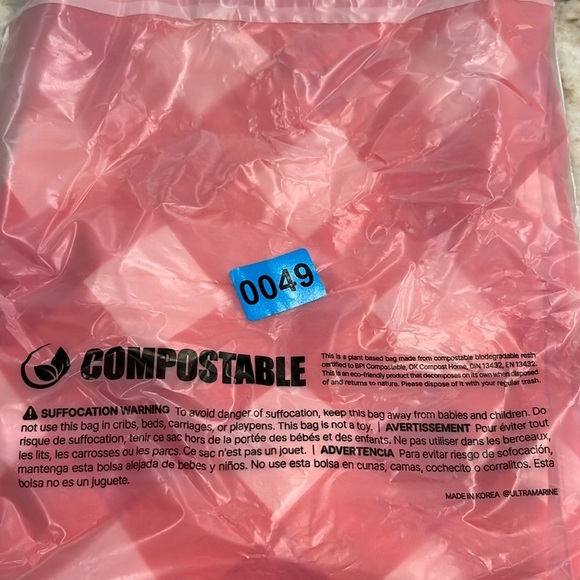 0049
COMPOSTABLE
This is a plant based bag made from compostable biodegradable resin
certified to BPI Compostable, OK Compost Home, DIN 13432, EN 13432.
This is an eco-friendly product that decomposes on its own when disposed
of and returns to nature. Please dispose of it with your regular trash.
SUFFOCATION WARNING To avoid danger of suffocation, keep this bag away from babies and children. Do
not use this bag in cribs, beds, carriages, or playpens. This bag is not a toy. | AVERTISSEMENT Pour éviter tout
risque de suffocation, tenir ce sac hors de la portée des bébés et des enfants. Ne pas utiliser dans les berceaux,
les lits, les carrosses ou les parcs. Ce sac n'est pas un jouet. | ADVERTENCIA Para evitar riesgo de sofocación,
mantenga esta bolsa alejada de bebés y niños. No use esta bolsa en cunas, camas, cochecito o corralitos. Esta
bolsa no es un juguete.
MADE IN KOREA @ULTRAMARINE